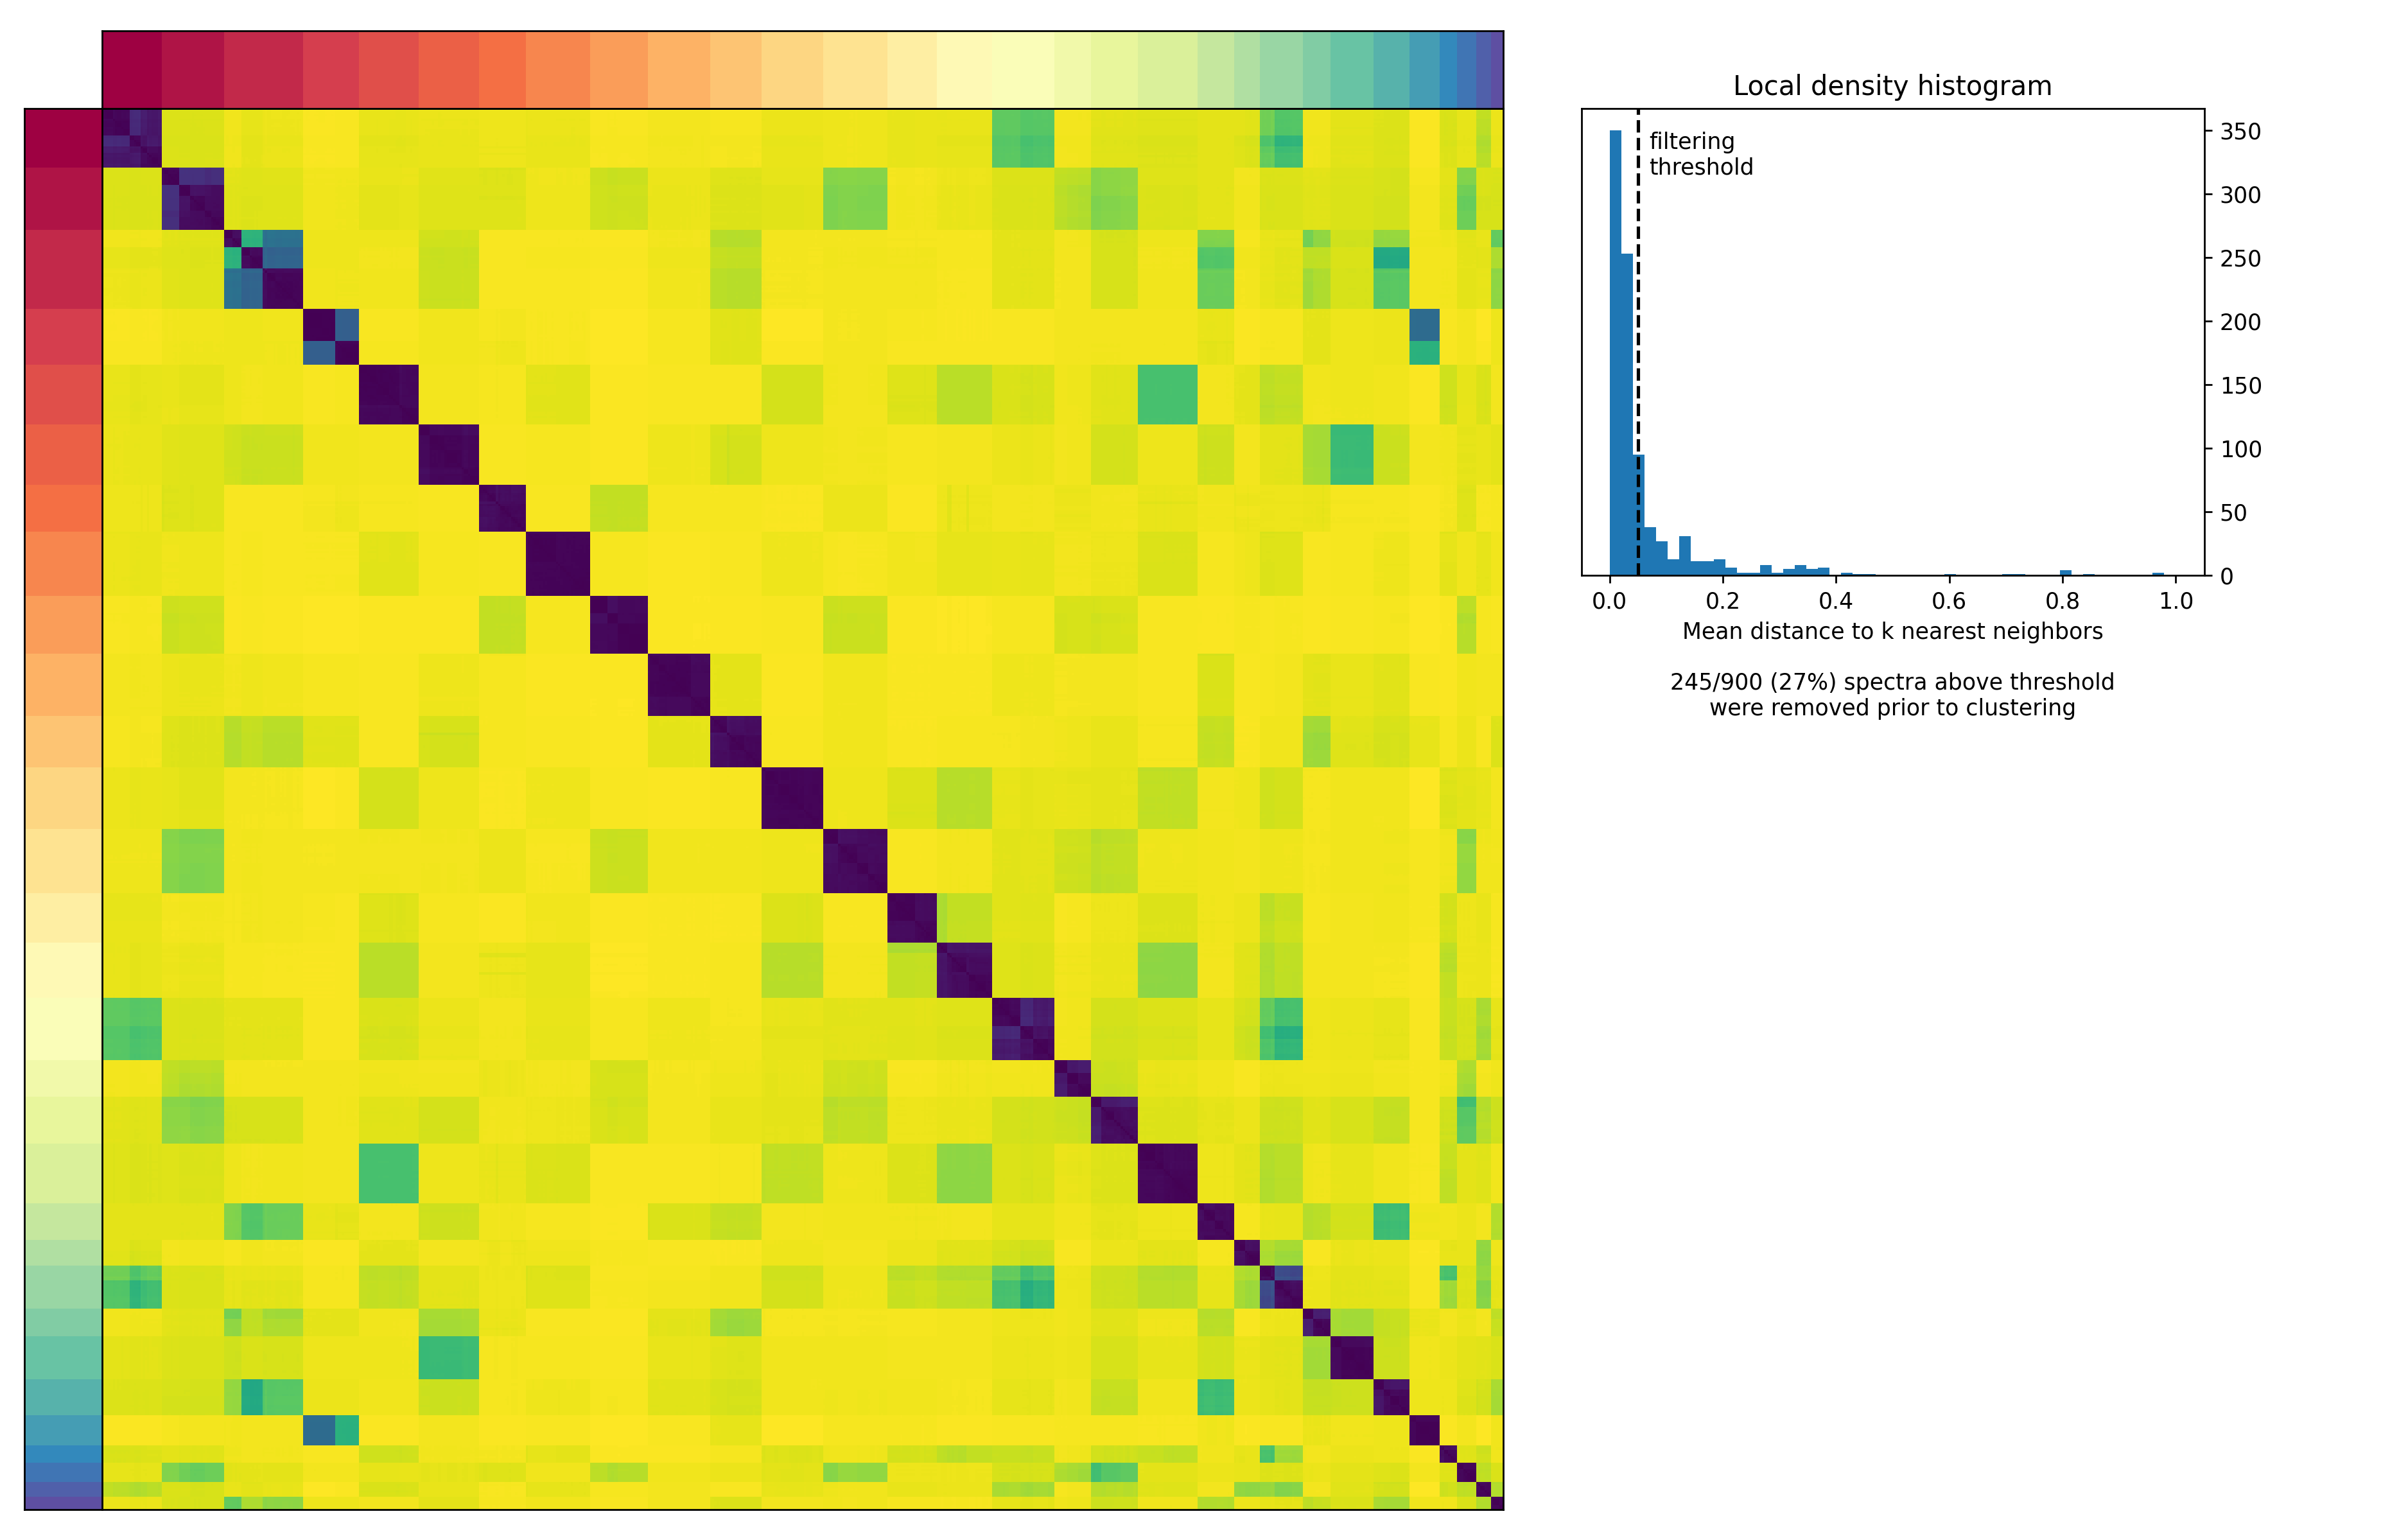 Local density histogram
filtering
threshold
350
300
250
200
150
100
50
0
0.0 0.2 0.4 0.6 0.8 1.0
Mean distance to k nearest neighbors
245/900 (27%) spectra above threshold
were removed prior to clustering